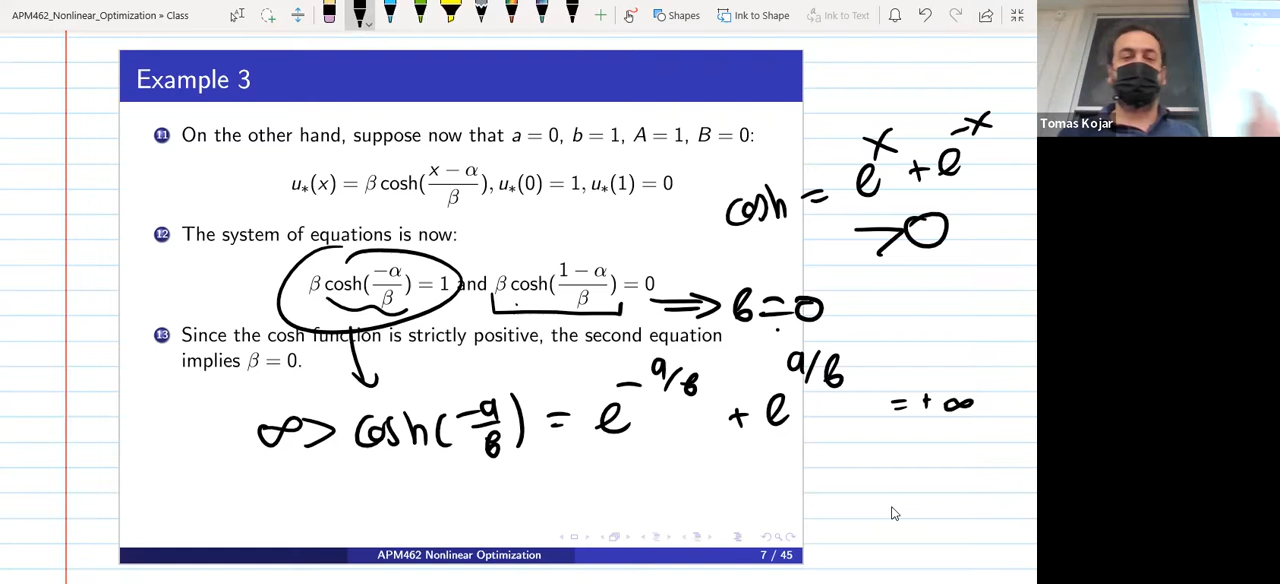 APM462_Nonlinear_Optimization » Class
Shapes
Ink to Shape
Ink to Text
Tomas Kojar
Example 3
11 On the other hand, suppose now that a = 0, b = 1, A = 1, B = 0:
u∗(x) = β cosh((x − α)/β), u∗(0) = 1, u∗(1) = 0
cosh = e^x + e^-x
→ 0
12 The system of equations is now:
β cosh(−α/β) = 1 and β cosh((1 − α)/β) = 0 ⟹ β = 0
13 Since the cosh function is strictly positive, the second equation
implies β = 0.
∞ > cosh(-a/β) = e^-a/β + e^a/β = + ∞
APM462 Nonlinear Optimization
7 / 45